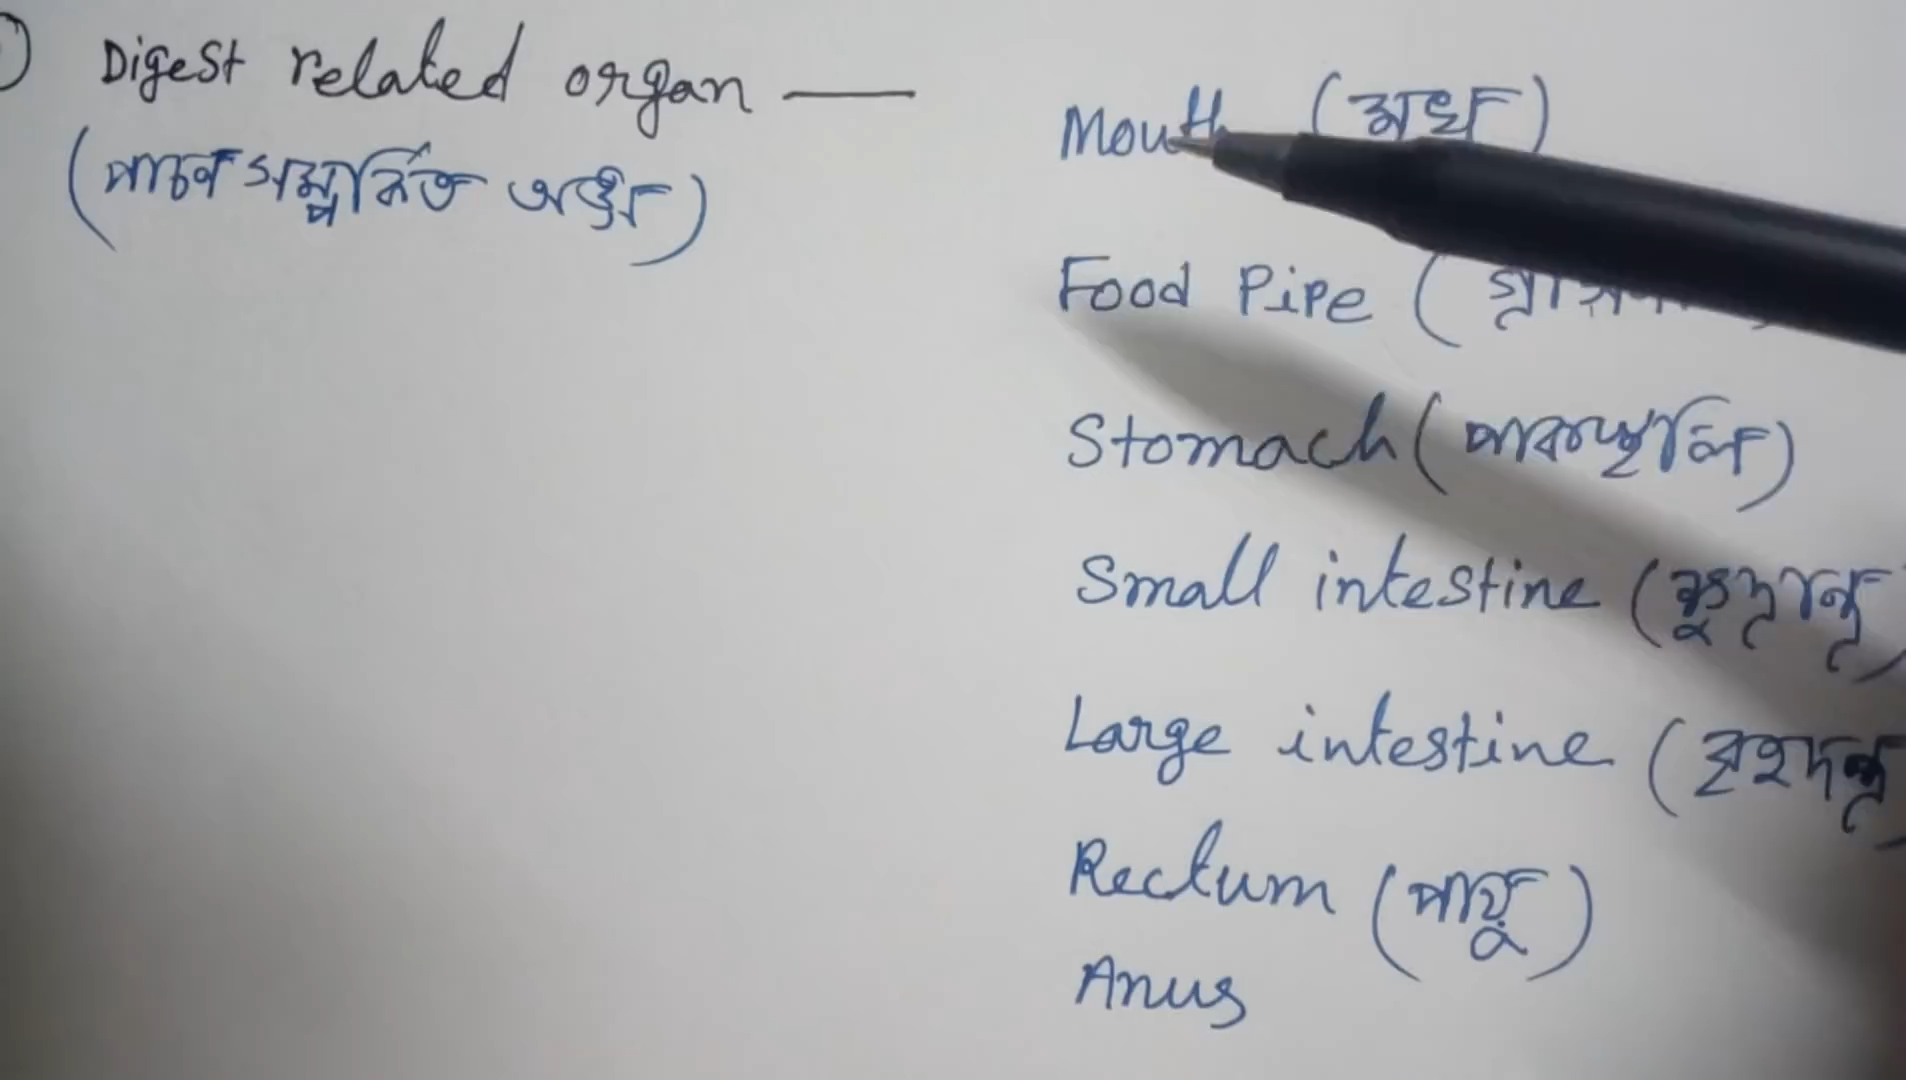 Digest related organ —
(পাচন সম্পর্কিত অঙ্গ)
Mouth (মুখ)
Food Pipe (
Stomach (পাকস্থলি)
Small intestine (ক্ষুদ্রান্ত্র)
Large intestine (বৃহদন্ত্র)
Rectum (পায়ু)
Anus